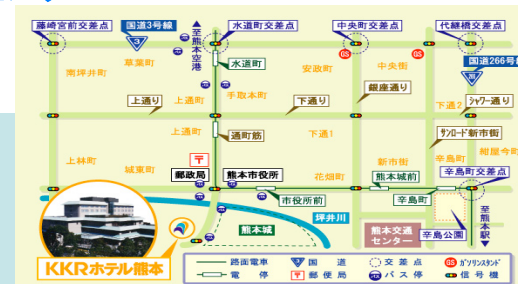 藤崎宮前交差点
国道3号線
3
▲至熊本空港
水道町交差点
中央町交差点
代継橋交差点
国道266号線
南坪井町
草葉町
水道町
安政町
GS
中央街
GS
上通り
上通町
手取本町
下通り
銀座通り
下通2
シャワー通り
上通町
通町筋
下通1
サンロード新市街
上林町
城東町
〒
郵政局
熊本市役所
花畑町
新市街
辛島町
紺屋今町
市役所前
熊本城前
辛島町
辛島町交差点
坪井川
熊本城
熊本交通
センター
辛島公園
至熊本駅▼
KKRホテル熊本
路面電車
国道
交差点
GS ガソリンスタンド
電停
〒 郵便局
バス停
信号機